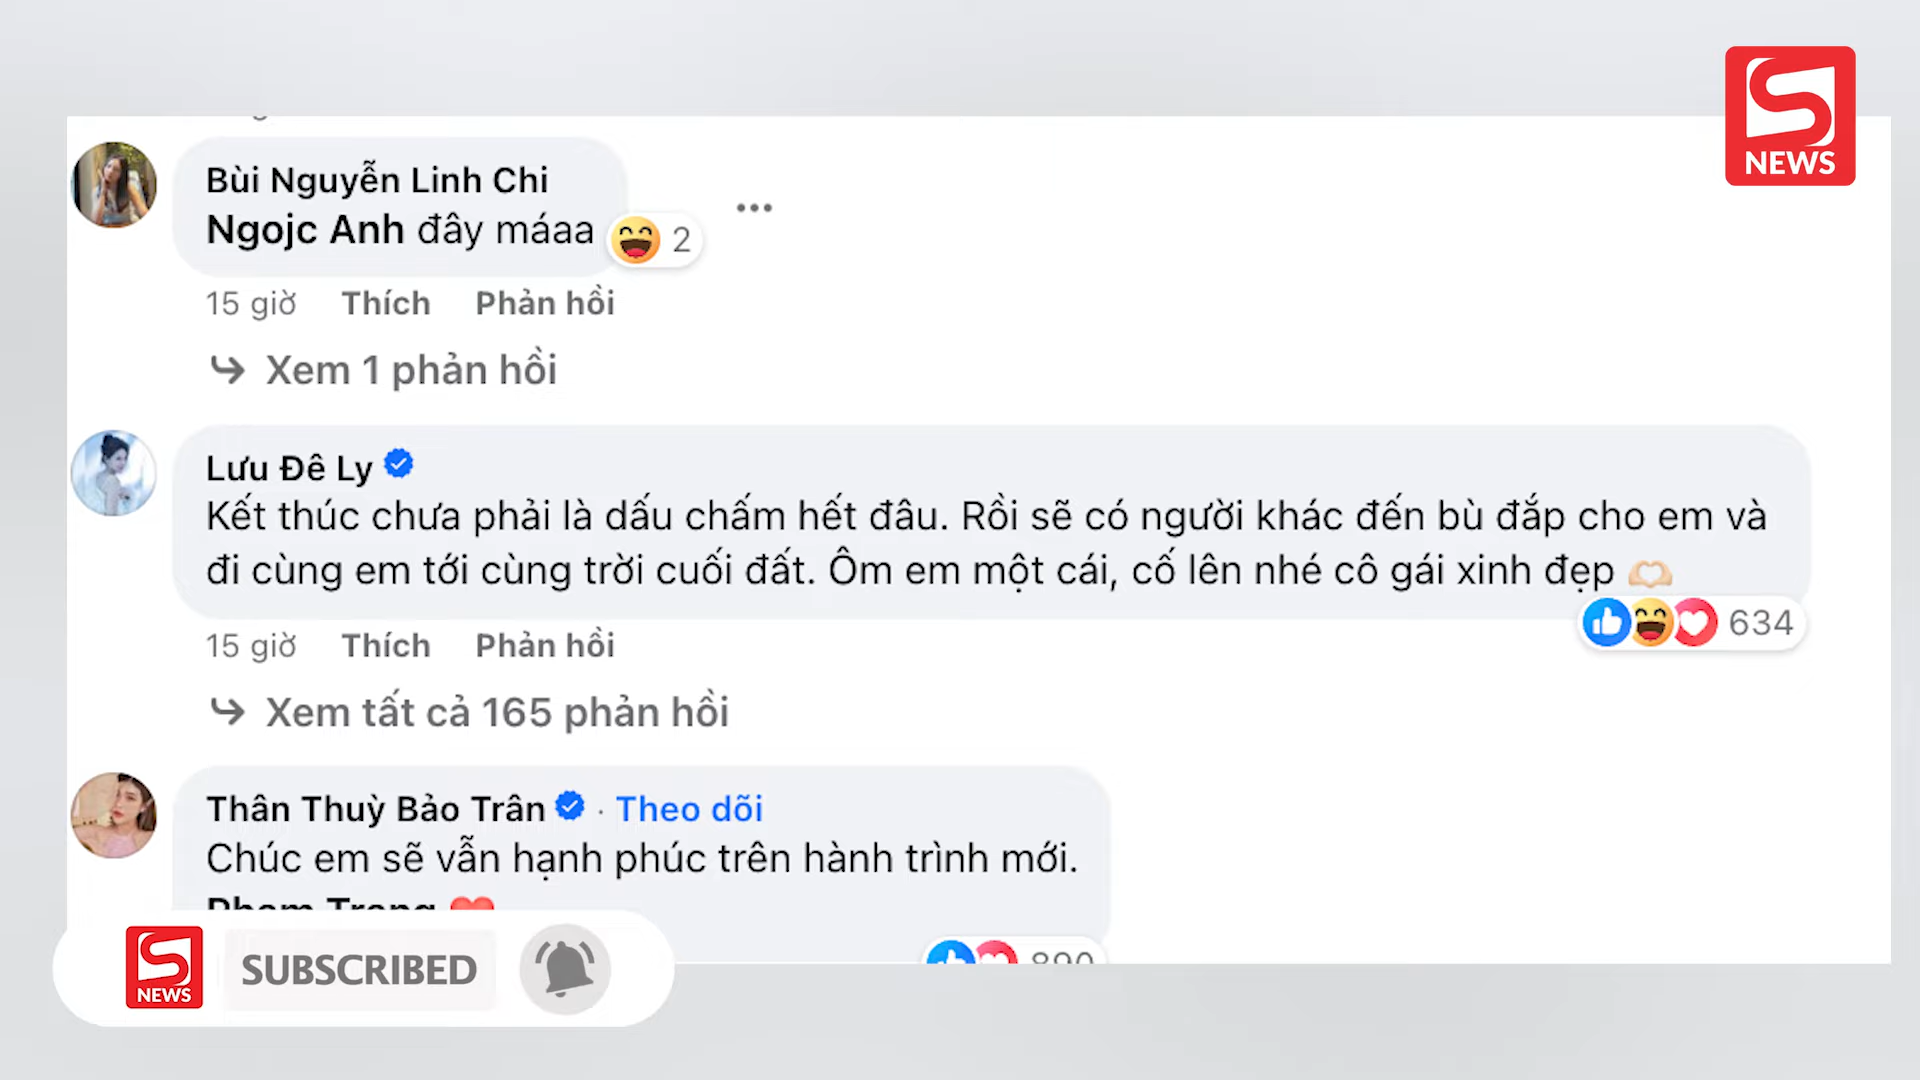 NEWS
Bùi Nguyễn Linh Chi
Ngojc Anh đây máaa
2
15 giờ Thích Phản hồi
Xem 1 phản hồi
Lưu Đê Ly
Kết thúc chưa phải là dấu chấm hết đâu. Rồi sẽ có người khác đến bù đắp cho em và
đi cùng em tới cùng trời cuối đất. Ôm em một cái, cố lên nhé cô gái xinh đẹp
634
15 giờ Thích Phản hồi
Xem tất cả 165 phản hồi
Thân Thuỳ Bảo Trân · Theo dõi
Chúc em sẽ vẫn hạnh phúc trên hành trình mới.
NEWS
SUBSCRIBED